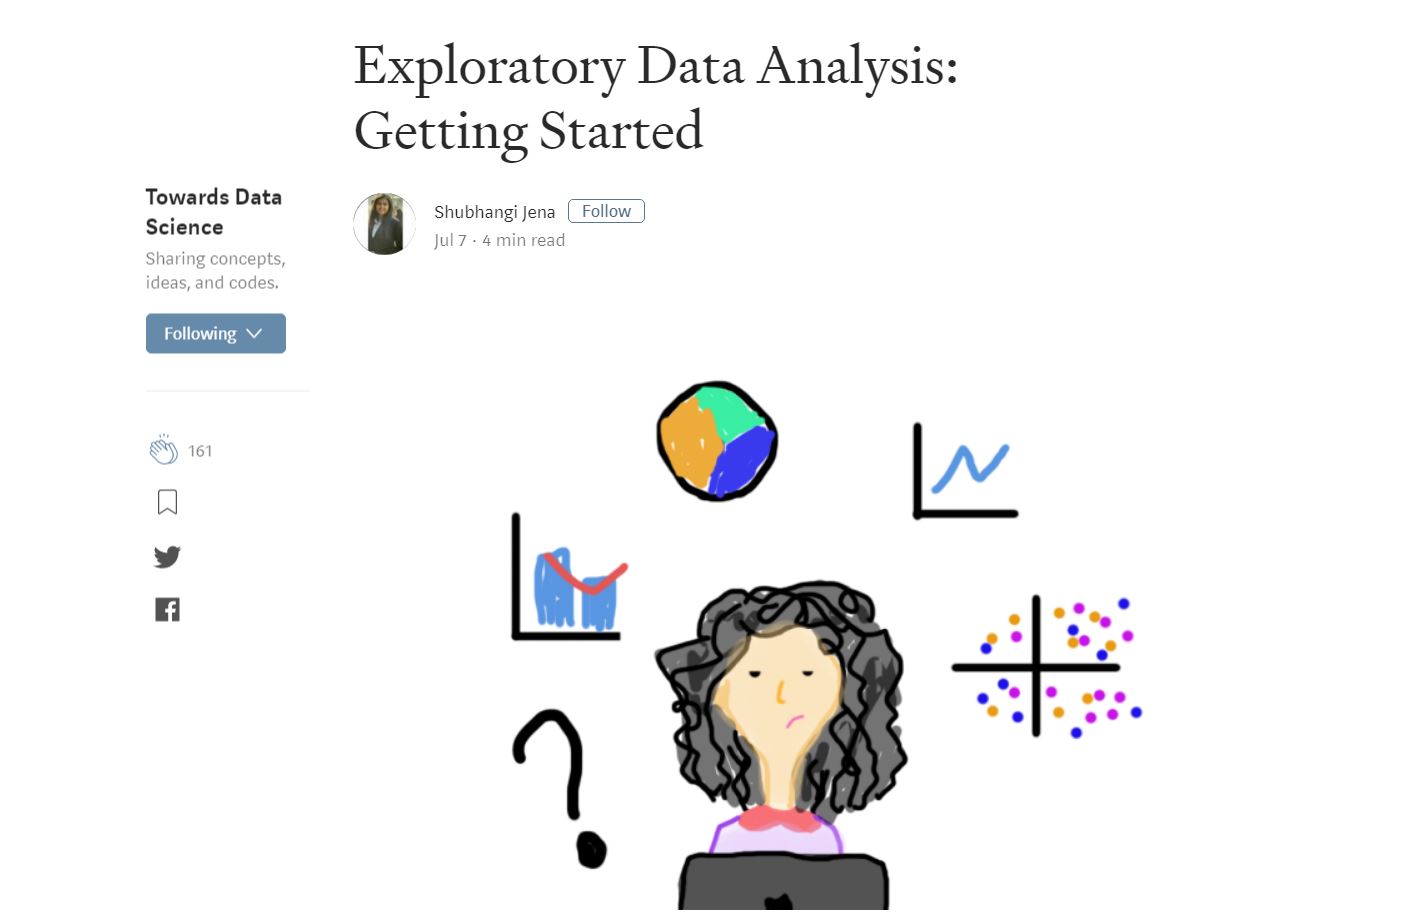 Exploratory Data Analysis:
Getting Started
Towards Data
Science
Sharing concepts,
ideas, and codes.
Following
161
Shubhangi Jena Follow
Jul 7 · 4 min read
?